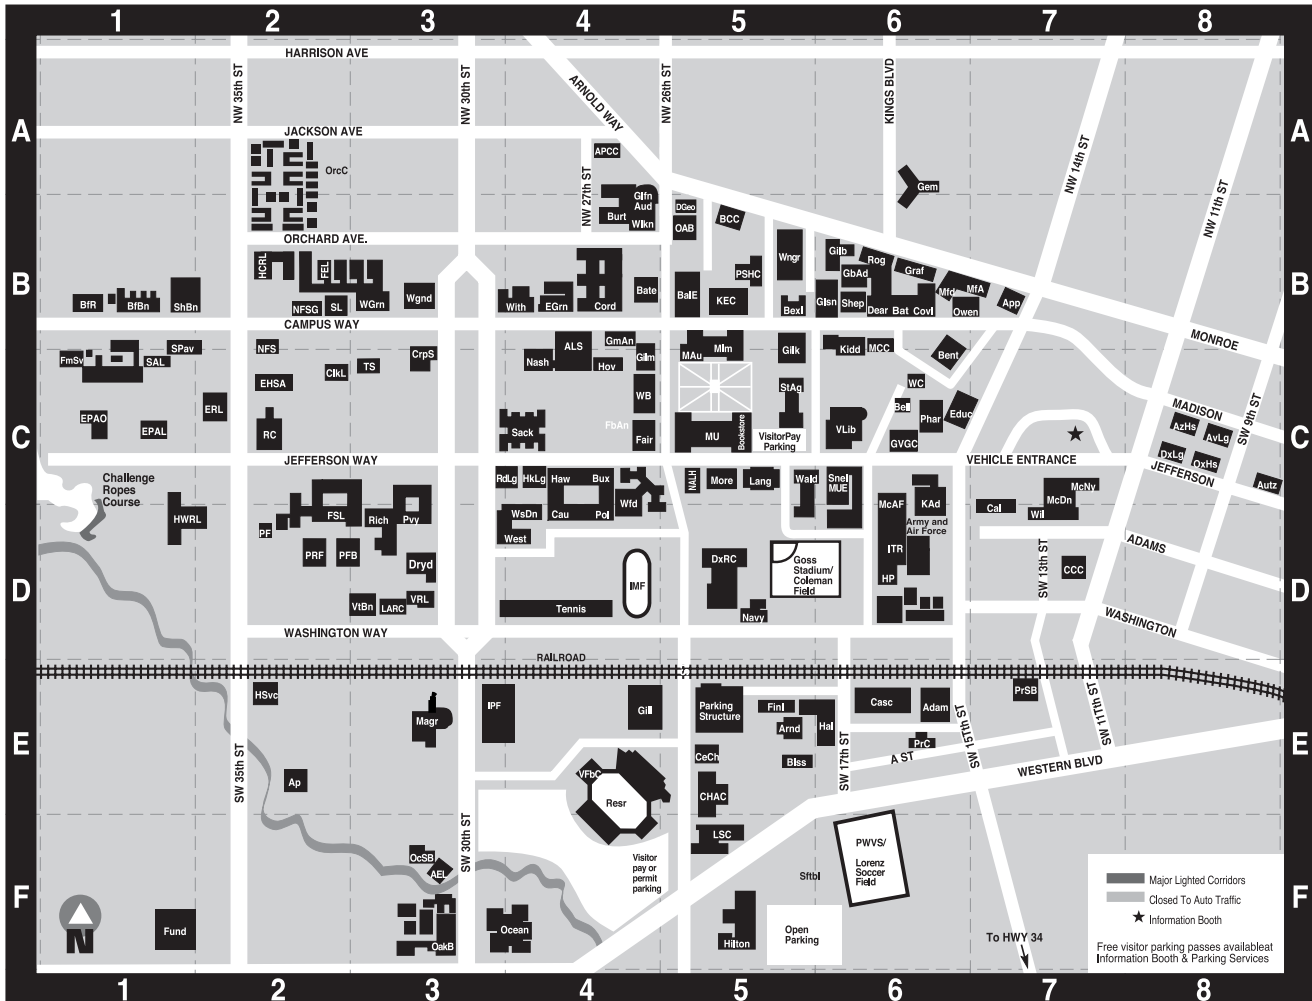 1 2 3 4 5 6 7 8
HARRISON AVE
NW 35th ST
NW 30th ST
ARNOLD WAY
NW 26th ST
KINGS BLVD
NW 14th ST
NW 11th ST
A A
JACKSON AVE
OrcC
APCC
NW 27th ST
Glfn
Aud
Burt
Wlkn
DGeo
OAB
BCC
Gem
ORCHARD AVE.
B B
HCRL
FEL
BfR
BfBn
ShBn
NFSG
SL
WGrn
Wgnd
With
EGrn
Cord
Bate
BalE
KEC
PSHC
Wngr
Bexl
Gilb
Rog
GbAd
Graf
Glsn
Shep
Dear
Bat
Covl
Mfd
MfA
Owen
App
CAMPUS WAY
MONROE
FmSv
SAL
SPav
NFS
ClkL
TS
CrpS
Nash
ALS
GmAn
Hov
Gilm
MAu
Mlm
Gilk
Kidd
MCC
Bent
EHSA
WB
StAg
WC
Bell
MADISON
SW 9th ST
C C
EPAO
EPAL
ERL
RC
Sack
FbAn
Fair
MU
Bookstore
VisitorPay
Parking
VLib
Phar
Educ
GVGC
AzHs
AvLg
DxLg
OxHs
JEFFERSON WAY
VEHICLE ENTRANCE
JEFFERSON
Autz
Challenge
Ropes
Course
HWRL
PF
FSL
Rich
Pvy
RdLg
HkLg
Haw
Bux
WsDn
Cau
Pol
Wfd
West
NALH
More
Lang
Wald
Snel
MUE
McAF
KAd
Army and
Air Force
Cal
Wil
McDn
McNy
ADAMS
PRF
PFB
Dryd
DxRC
Goss
Stadium/
Coleman
Field
ITR
HP
SW 13th ST
CCC
D D
IMF
VtBn
LARC
VRL
Tennis
Navy
WASHINGTON
WASHINGTON WAY
RAILROAD
HSvc
Magr
IPF
Gill
Parking
Structure
Finl
Arnd
Hal
Casc
Adam
PrSB
SW 15Tth ST
SW 11Tth ST
E E
SW 35th ST
CeCh
Blss
SW 17th ST
PrC
A ST
WESTERN BLVD
Ap
VFbC
Resr
CHAC
SW 30th ST
LSC
PWVS/
Lorenz
Soccer
Field
OcSB
AEL
Visitor
pay or
permit
parking
Sftbl
F F
N
Fund
OakB
Ocean
Hilton
Open
Parking
To HWY 34
Major Lighted Corridors
Closed To Auto Traffic
Information Booth
Free visitor parking passes availableat
Information Booth & Parking Services
1 2 3 4 5 6 7 8